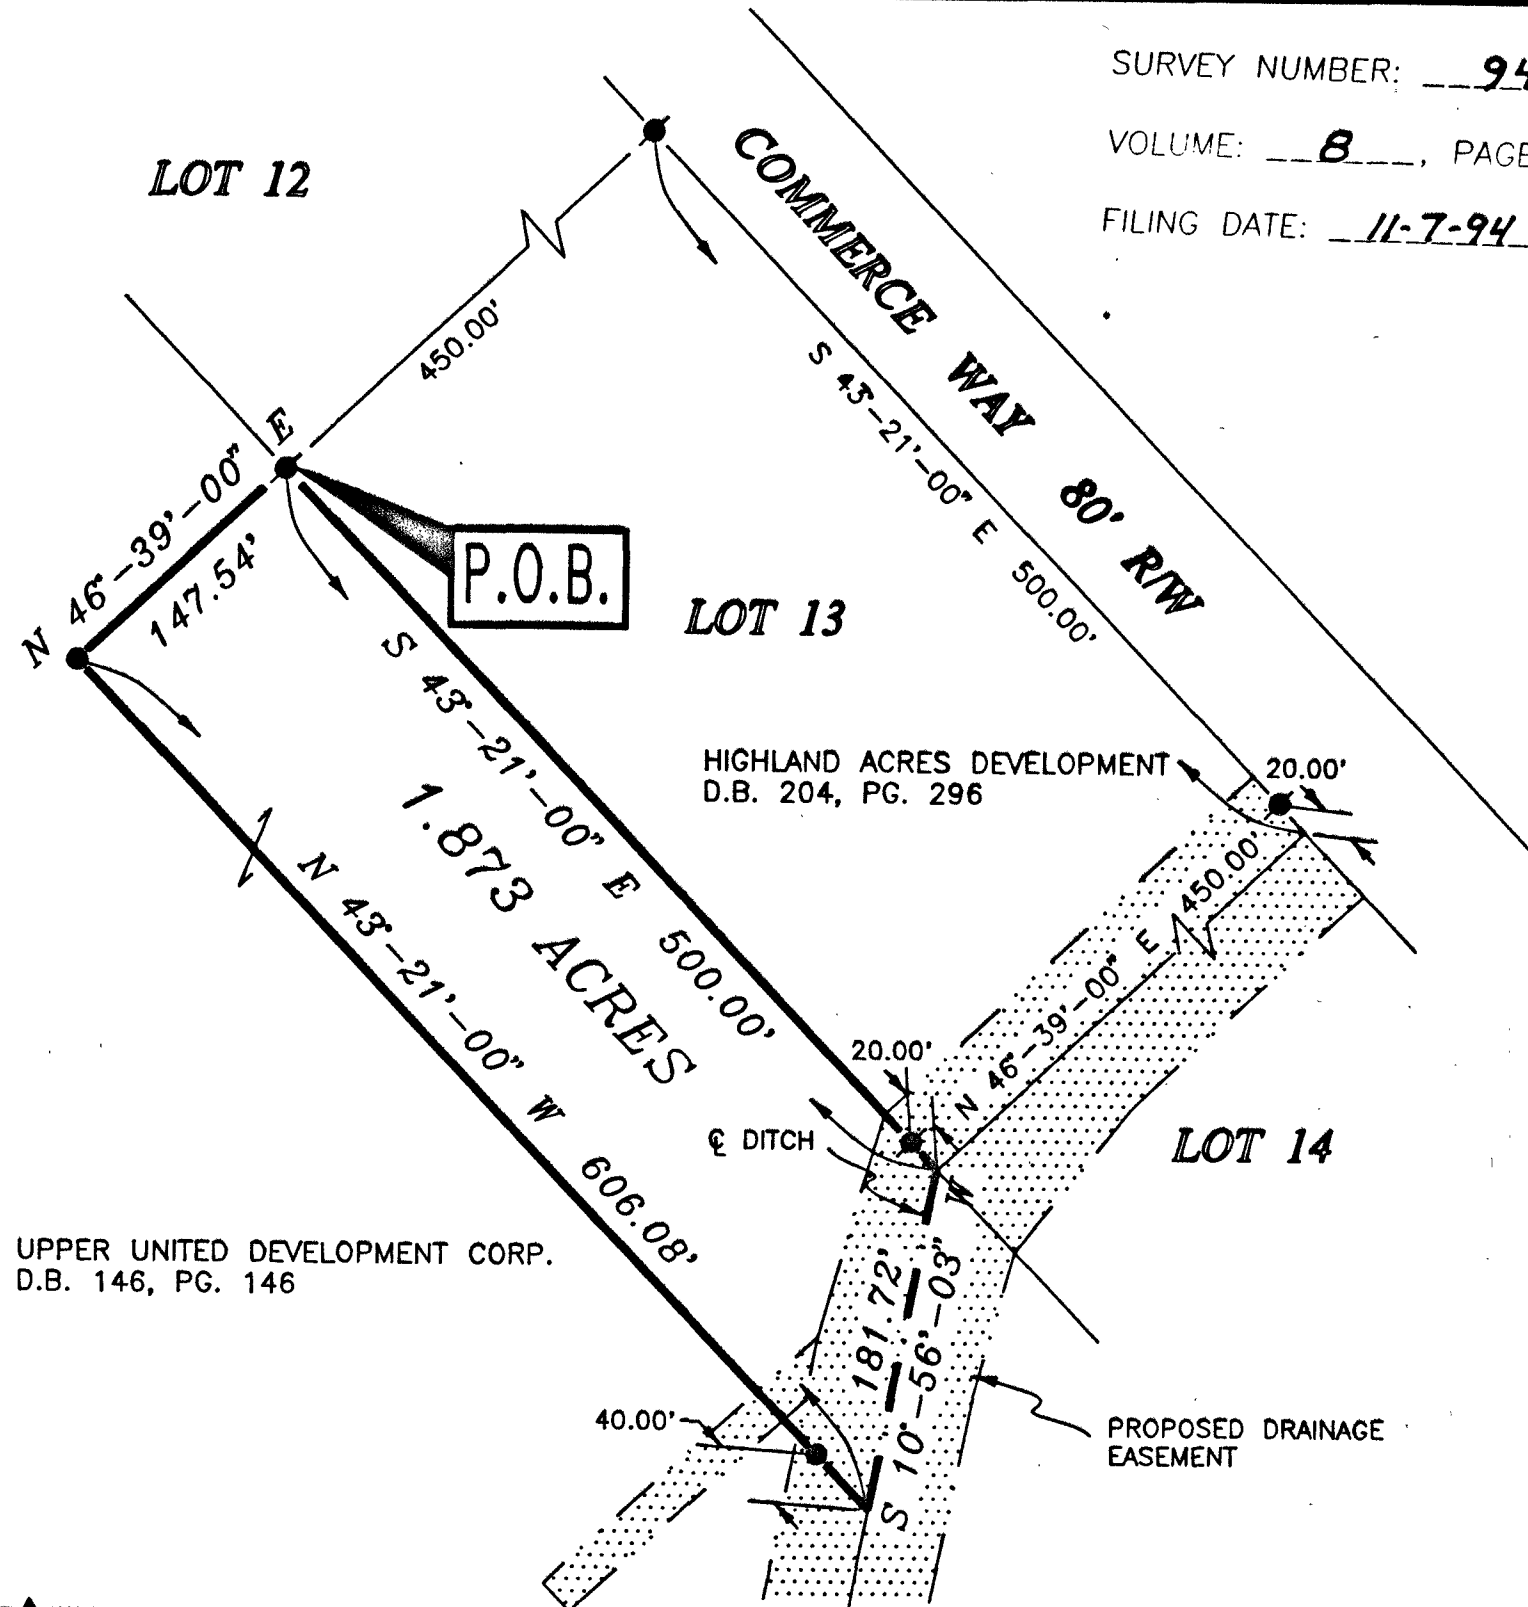 SURVEY NUMBER: 94
VOLUME: 8, PAGE
FILING DATE: 11-7-94
LOT 12
COMMERCE WAY 80' R/W
450.00'
S 43°-21'-00" E 500.00'
N 46°-39'-00" E
147.54'
P.O.B.
LOT 13
S 43°-21'-00" E 500.00'
HIGHLAND ACRES DEVELOPMENT
D.B. 204, PG. 296
20.00'
1.873 ACRES
N 43°-21'-00" W 606.08'
N 46°-39'-00" E 450.00'
20.00'
℄ DITCH
LOT 14
UPPER UNITED DEVELOPMENT CORP.
D.B. 146, PG. 146
181.72'
S 10°-56'-03" W
40.00'
PROPOSED DRAINAGE
EASEMENT